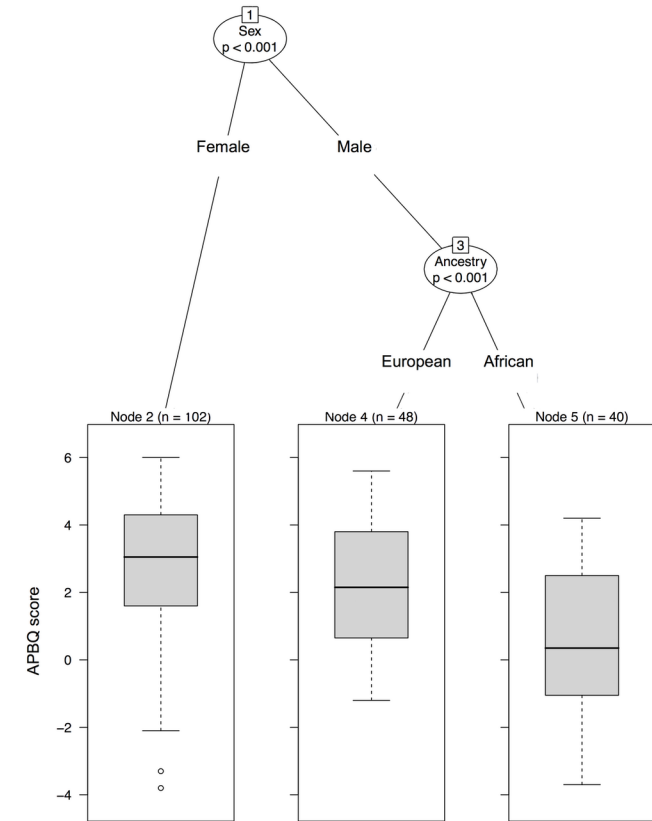 1
Sex
p < 0.001
Female
Male
3
Ancestry
p < 0.001
European
African
Node 2 (n = 102)
Node 4 (n = 48)
Node 5 (n = 40)
APBQ score
6
4
2
0
−2
−4